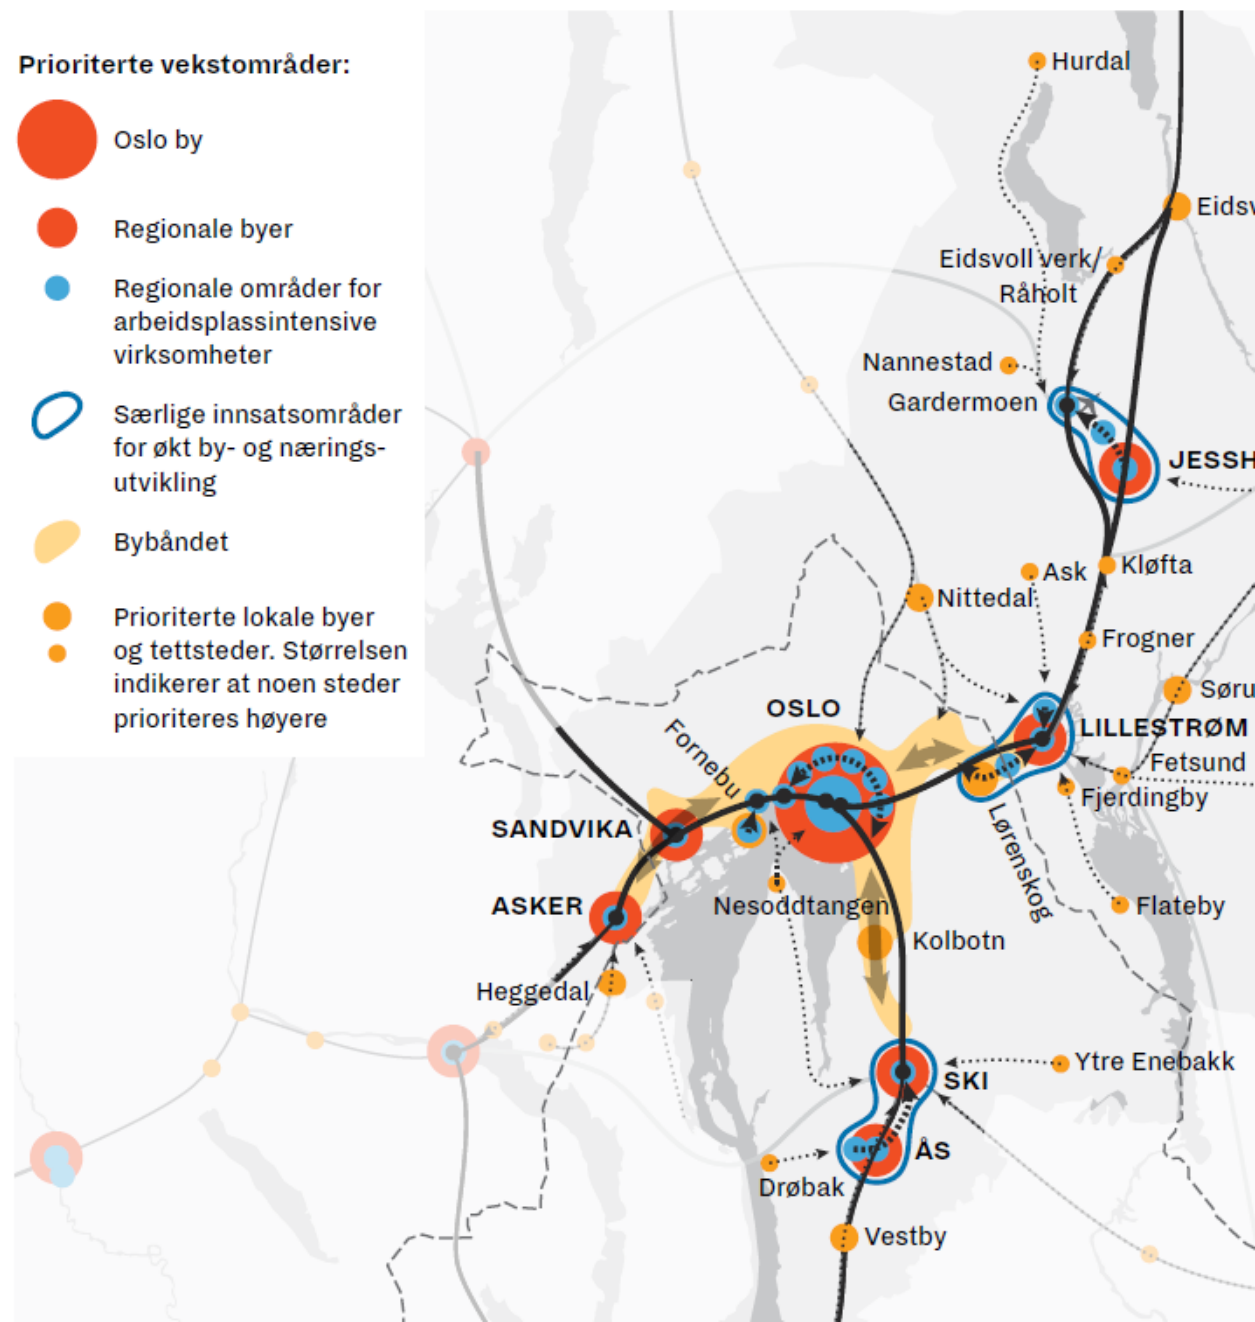 Prioriterte vekstområder:
Oslo by
Regionale byer
Regionale områder for
arbeidsplassintensive
virksomheter
Særlige innsatsområder
for økt by- og nærings-
utvikling
Bybåndet
Prioriterte lokale byer
og tettsteder. Størrelsen
indikerer at noen steder
prioriteres høyere
Hurdal
Eidsv
Eidsvoll verk/
Råholt
Nannestad
Gardermoen
JESSH
Ask
Kløfta
Nittedal
Frogner
Søru
OSLO
LILLESTRØM
Fornebu
Fetsund
Fjerdingby
SANDVIKA
Lørenskog
ASKER
Nesoddtangen
Flateby
Kolbotn
Heggedal
Ytre Enebakk
SKI
ÅS
Drøbak
Vestby